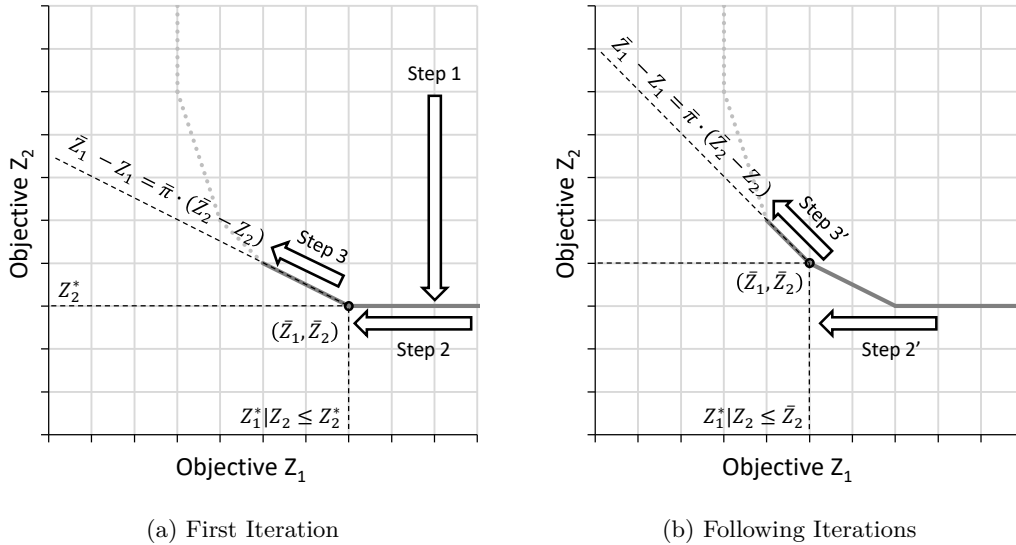 Step 1
Objective Z₂
Z̄₁ − Z₁ = π̄ · (Z̄₂ − Z₂)
Step 3
Z₂*
(Z̄₁, Z̄₂)
Step 2
Z₁*|Z₂ ≤ Z₂*
Objective Z₁
(a) First Iteration
Objective Z₂
Z̄₁ − Z₁ = π̄ · (Z̄₂ − Z₂)
Step 3’
(Z̄₁, Z̄₂)
Step 2’
Z₁*|Z₂ ≤ Z̄₂
Objective Z₁
(b) Following Iterations